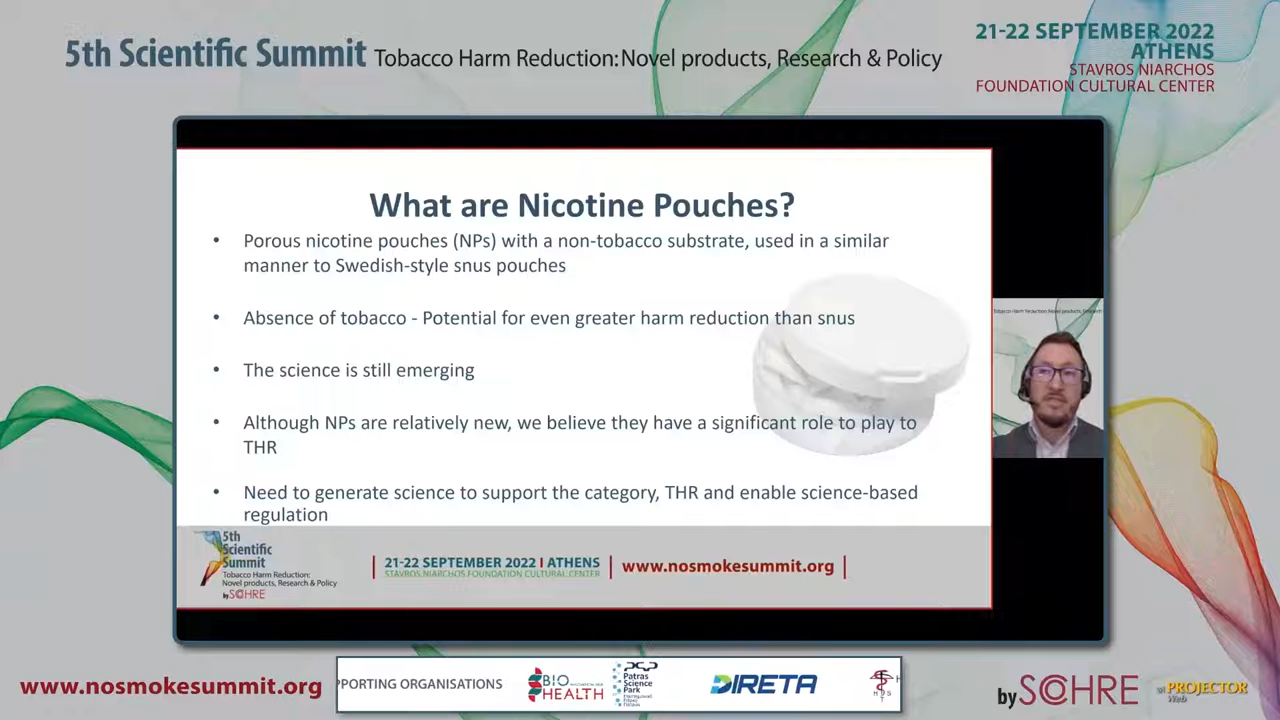 5th Scientific Summit Tobacco Harm Reduction: Novel products, Research & Policy
21-22 SEPTEMBER 2022
ATHENS
STAVROS NIARCHOS
FOUNDATION CULTURAL CENTER
What are Nicotine Pouches?
• Porous nicotine pouches (NPs) with a non-tobacco substrate, used in a similar
manner to Swedish-style snus pouches
• Absence of tobacco - Potential for even greater harm reduction than snus
• The science is still emerging
• Although NPs are relatively new, we believe they have a significant role to play to
THR
• Need to generate science to support the category, THR and enable science-based
regulation
5th
Scientific
Summit
Tobacco Harm Reduction:
Novel products, Research & Policy
by SCOHRE
21-22 SEPTEMBER 2022 | ATHENS
STAVROS NIARCHOS FOUNDATION CULTURAL CENTER
www.nosmokesummit.org
www.nosmokesummit.org
PPORTING ORGANISATIONS
BIO
HEALTH
Patras
Science
Park
DIRETA
by SCOHRE
PROJECTOR
Web